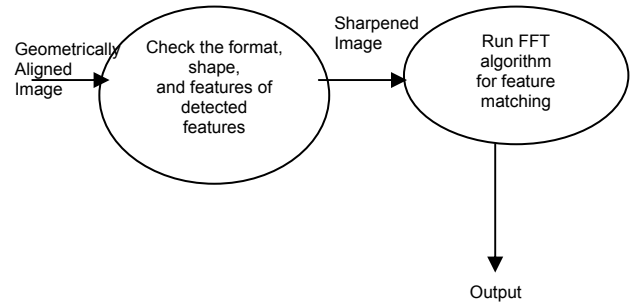 Geometrically
Aligned
Image
Check the format,
shape,
and features of
detected
features
Sharpened
Image
Run FFT
algorithm
for feature
matching
Output